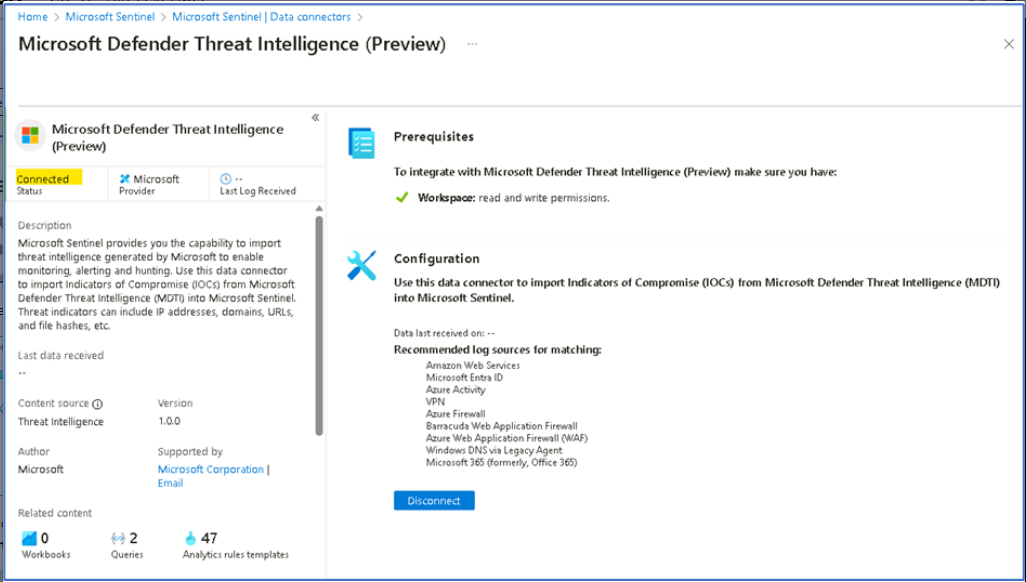 Home > Microsoft Sentinel > Microsoft Sentinel | Data connectors >
Microsoft Defender Threat Intelligence (Preview) ...
Microsoft Defender Threat Intelligence
(Preview)
Connected
Status
Microsoft
Provider
--
Last Log Received
Description
Microsoft Sentinel provides you the capability to import
threat intelligence generated by Microsoft to enable
monitoring, alerting and hunting. Use this data connector
to import Indicators of Compromise (IOCs) from Microsoft
Defender Threat Intelligence (MDTI) into Microsoft Sentinel.
Threat indicators can include IP addresses, domains, URLs,
and file hashes, etc.
Last data received
--
Content source
Version
Threat Intelligence
1.0.0
Author
Supported by
Microsoft
Microsoft Corporation |
Email
Related content
0
Workbooks
2
Queries
47
Analytics rules templates
Prerequisites
To integrate with Microsoft Defender Threat Intelligence (Preview) make sure you have:
Workspace: read and write permissions.
Configuration
Use this data connector to import Indicators of Compromise (IOCs) from Microsoft Defender Threat Intelligence (MDTI)
into Microsoft Sentinel.
Data last received on: --
Recommended log sources for matching:
Amazon Web Services
Microsoft Entra ID
Azure Activity
VPN
Azure Firewall
Barracuda Web Application Firewall
Azure Web Application Firewall (WAF)
Windows DNS via Legacy Agent
Microsoft 365 (formerly, Office 365)
Disconnect